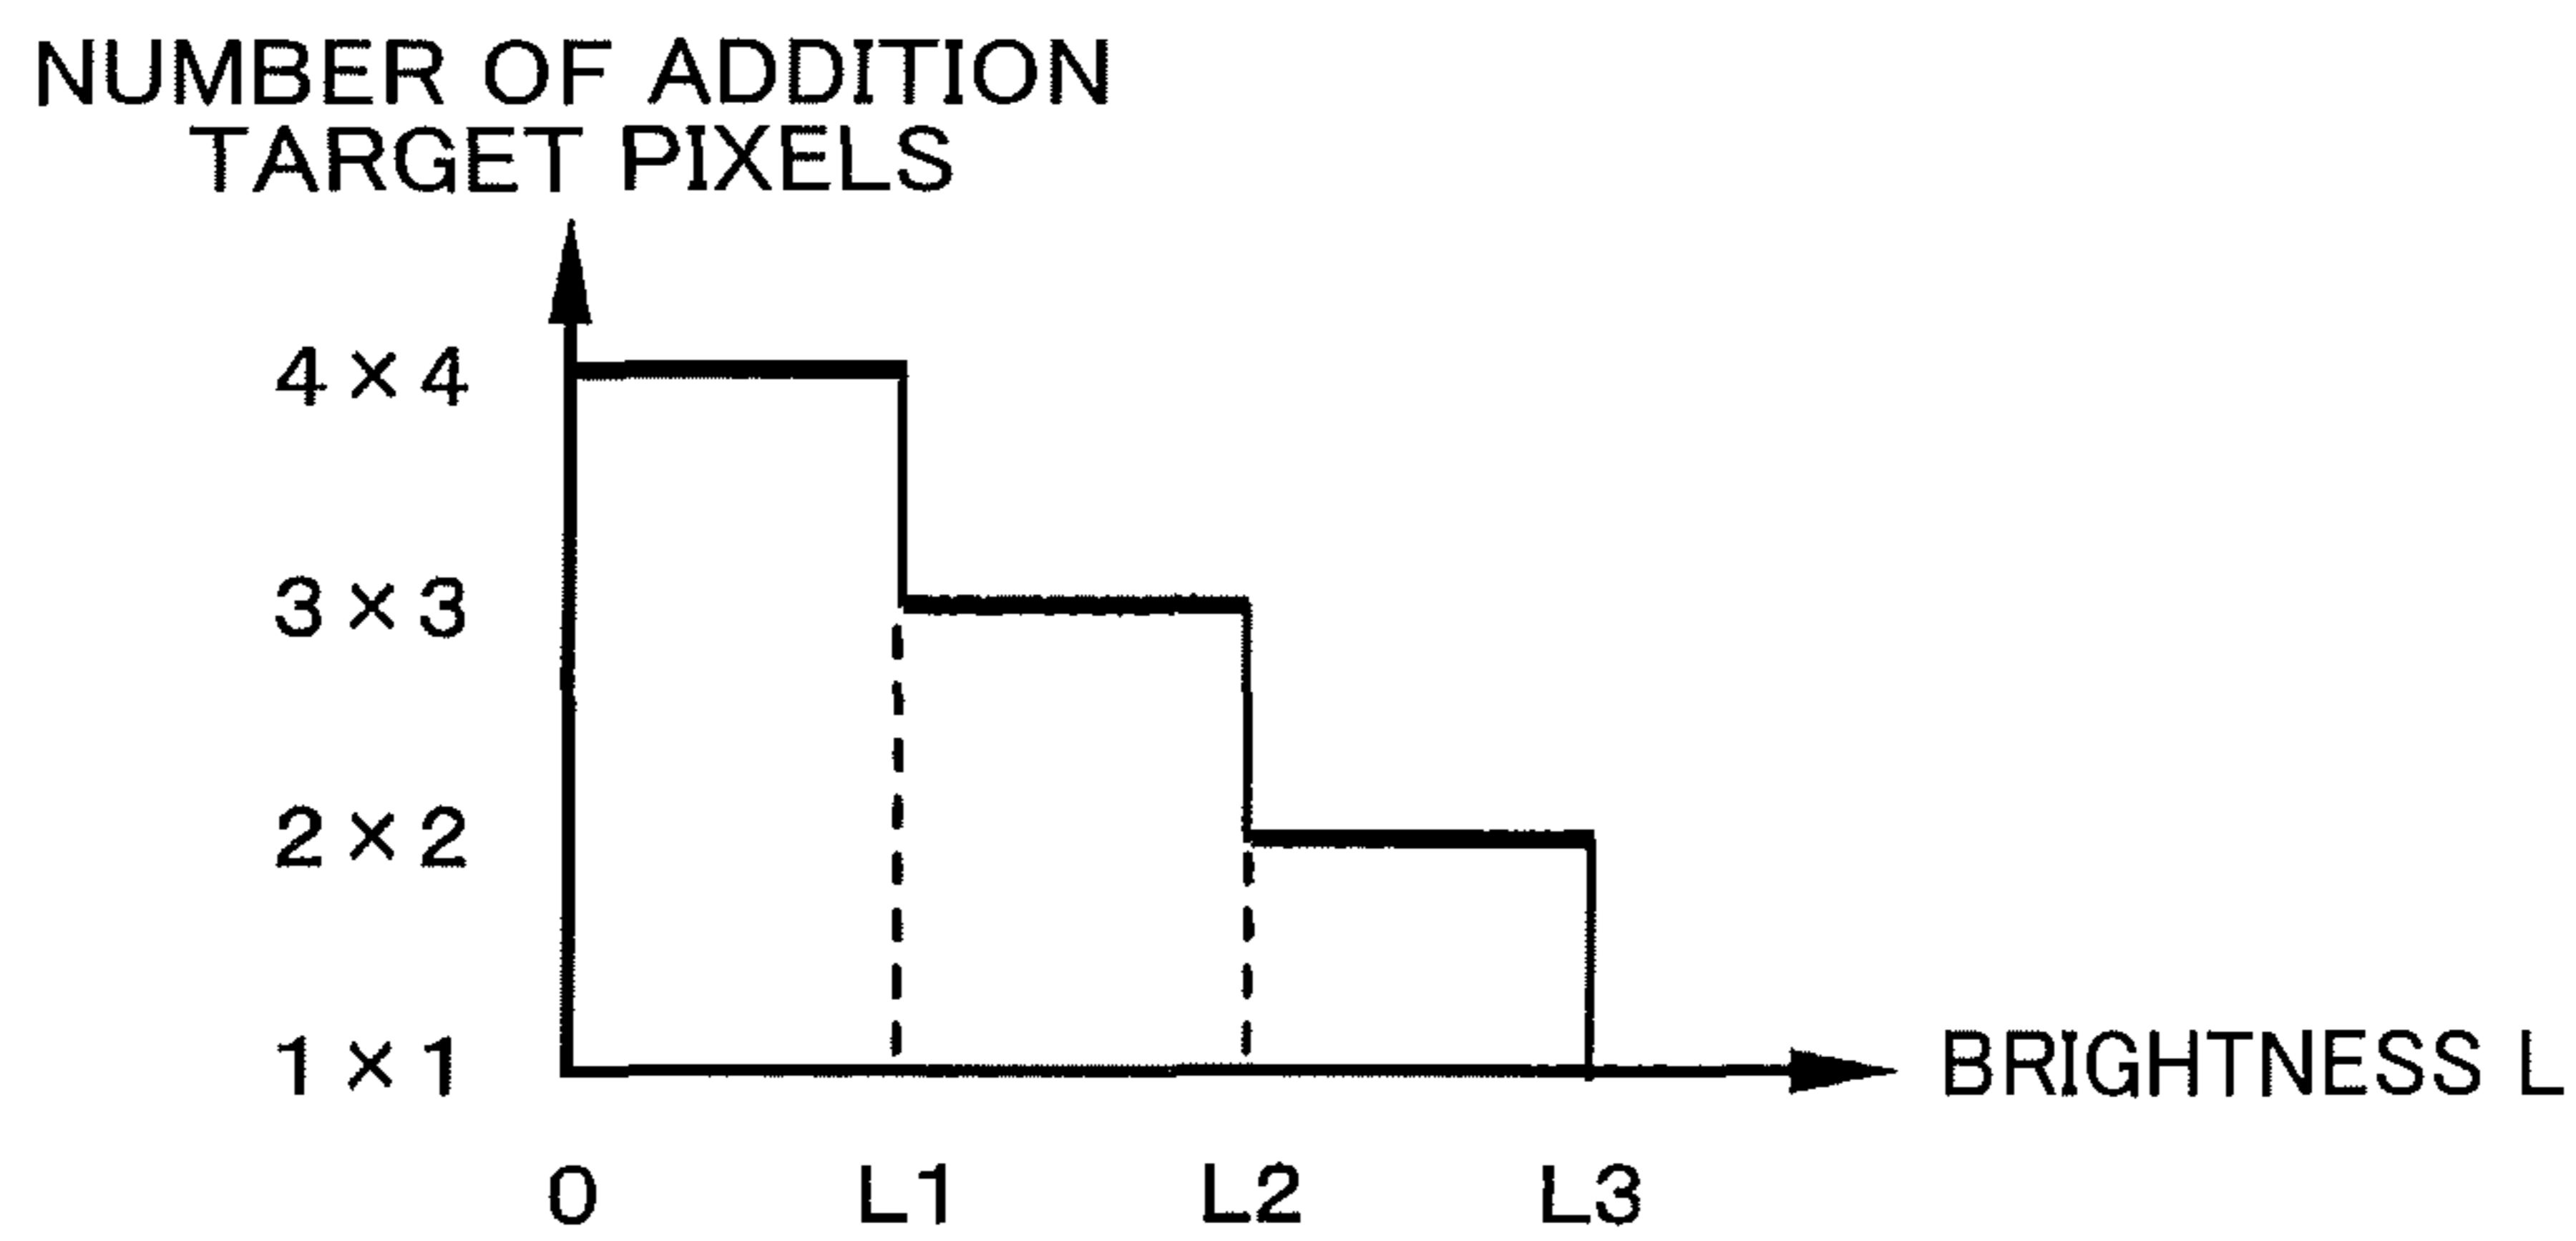 NUMBER OF ADDITION
TARGET PIXELS
4×4
3×3
2×2
1×1
BRIGHTNESS L
0 L1 L2 L3